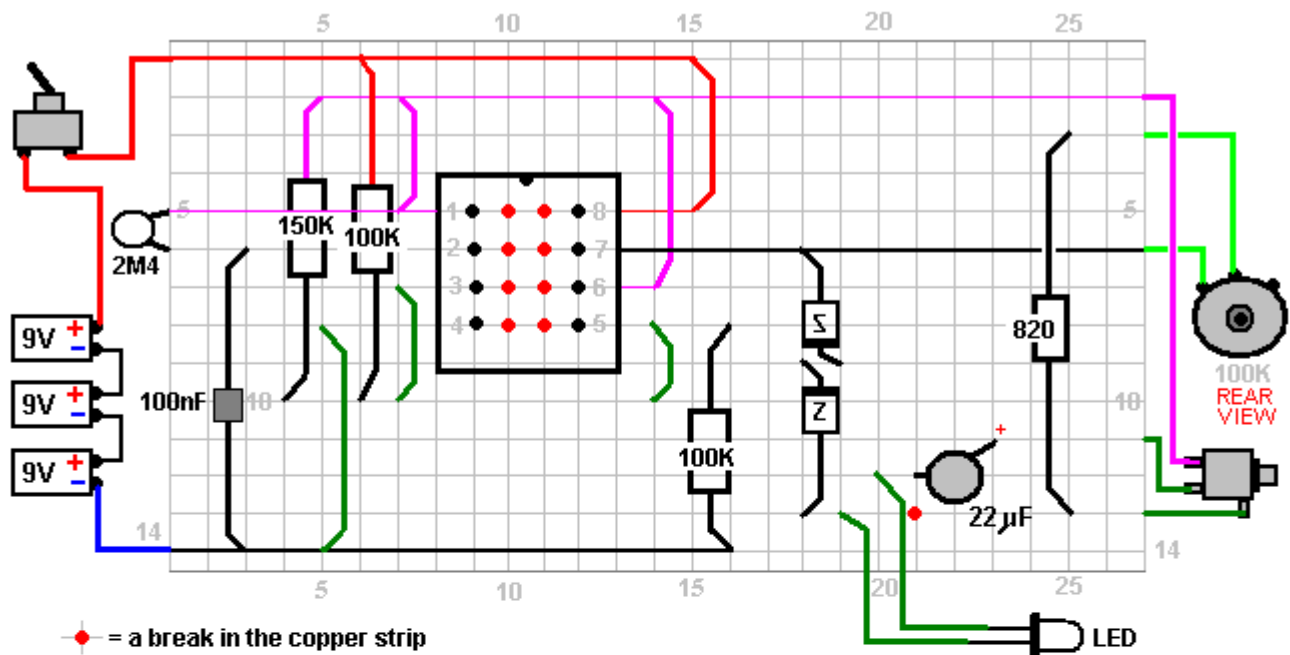 5 10 15 20 25
5 1 8 5
150K 100K
2M4 2 7
3 6
4 5
9V + −
9V + −
9V + −
Z
Z
820
100K
REAR
VIEW
100nF 10 10
100K
+
22µF
14 14
5 10 15 20 25
= a break in the copper strip
LED